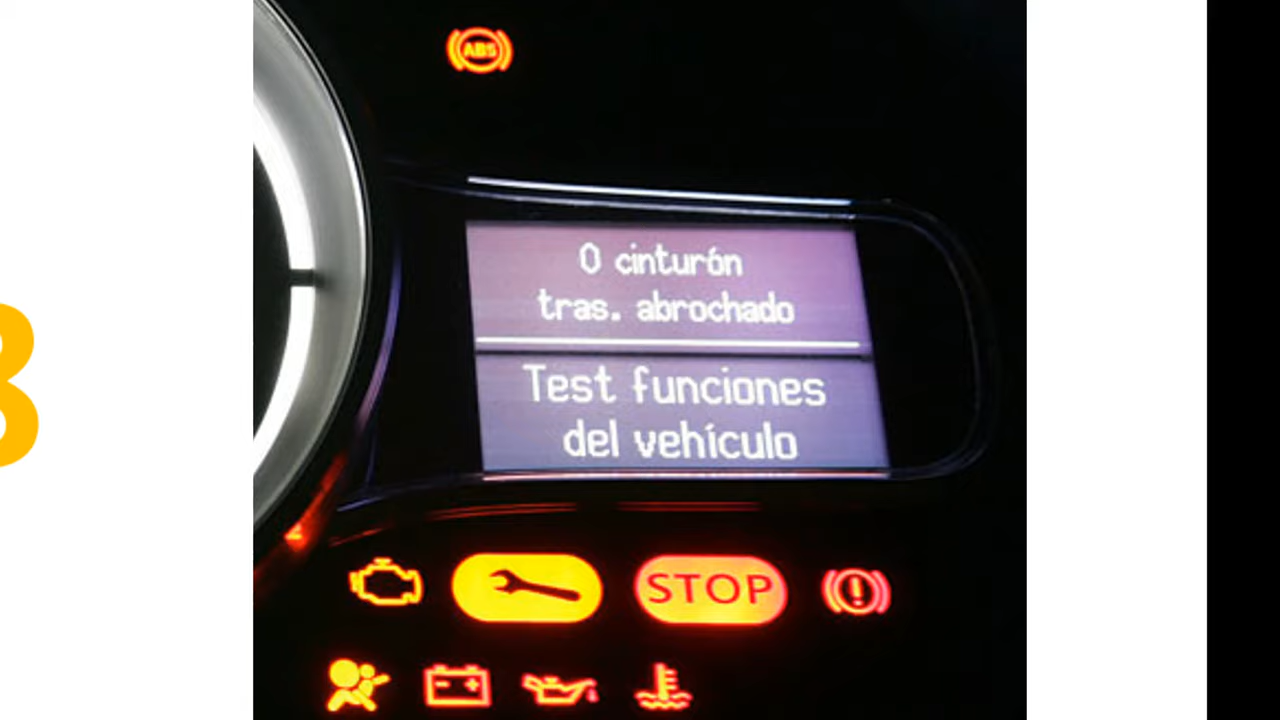 ABS
0 cinturón
tras. abrochado
Test funciones
del vehículo
STOP